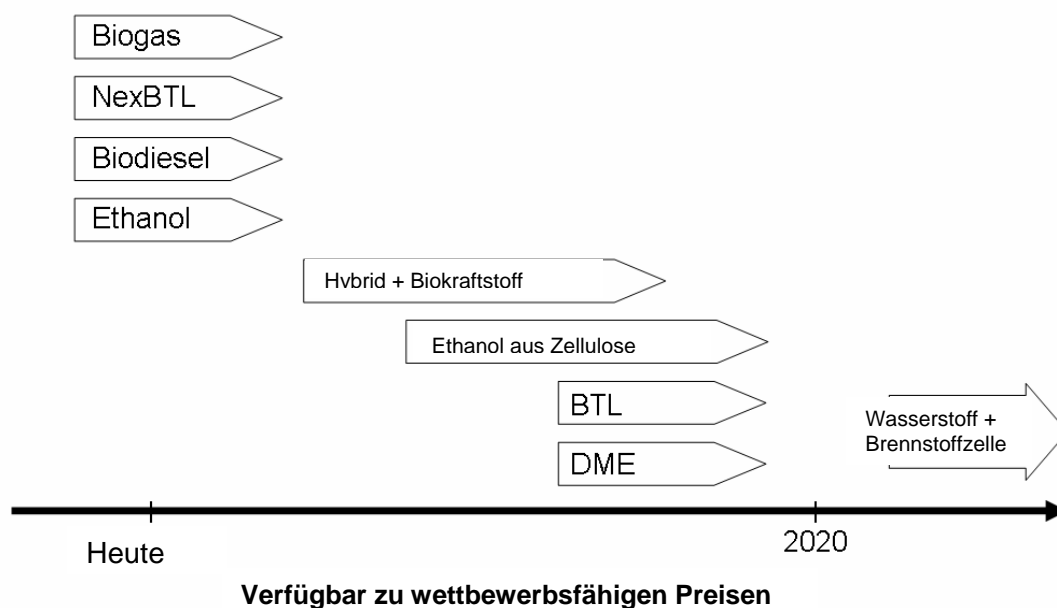 Biogas
NexBTL
Biodiesel
Ethanol
Hvbrid + Biokraftstoff
Ethanol aus Zellulose
BTL
Wasserstoff +
Brennstoffzelle
DME
Heute
2020
Verfügbar zu wettbewerbsfähigen Preisen